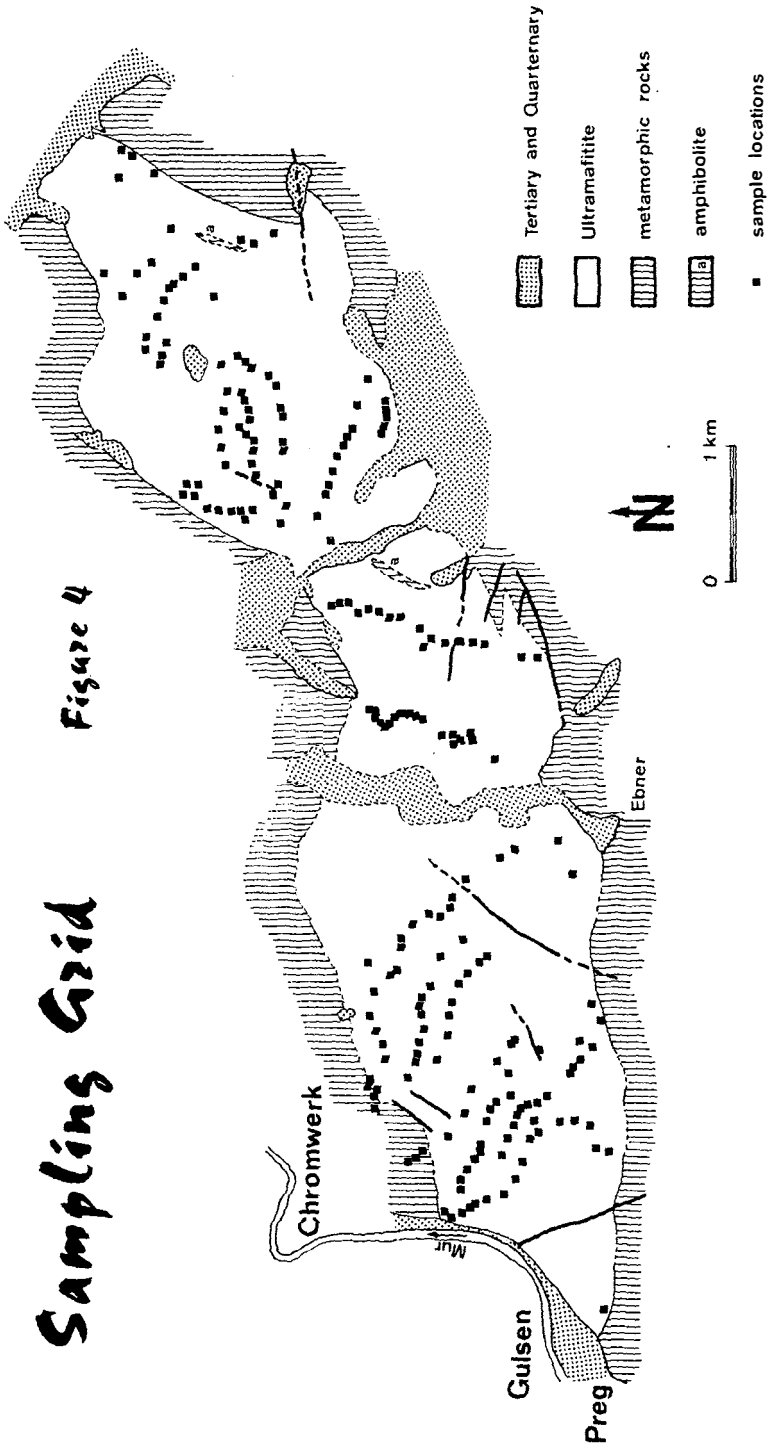 Sampling Grid
Figure 4
Chromwerk
Mur
Gulsen
Preg
Ebner
a
a
N
0 1 km
Tertiary and Quarternary
Ultramafitite
metamorphic rocks
a
amphibolite
sample locations